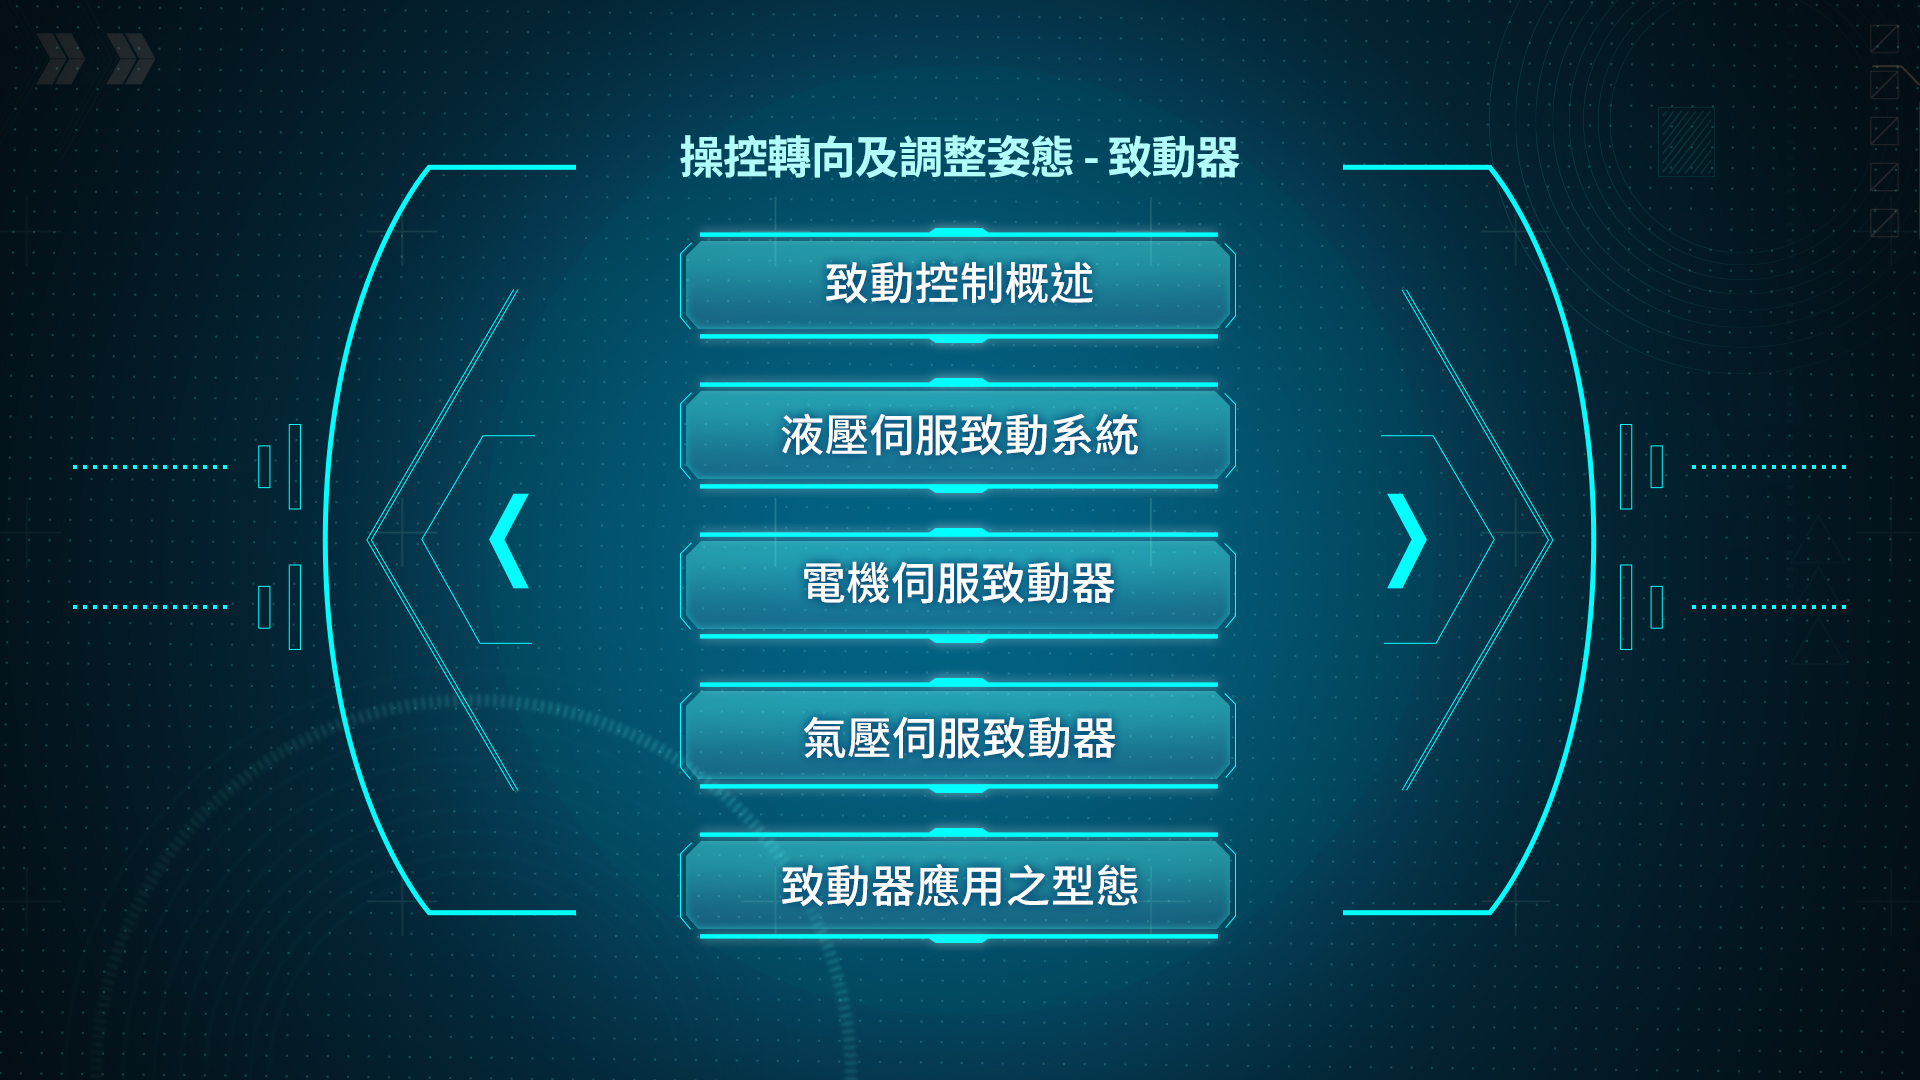 操控轉向及調整姿態 - 致動器
致動控制概述
液壓伺服致動系統
電機伺服致動器
氣壓伺服致動器
致動器應用之型態